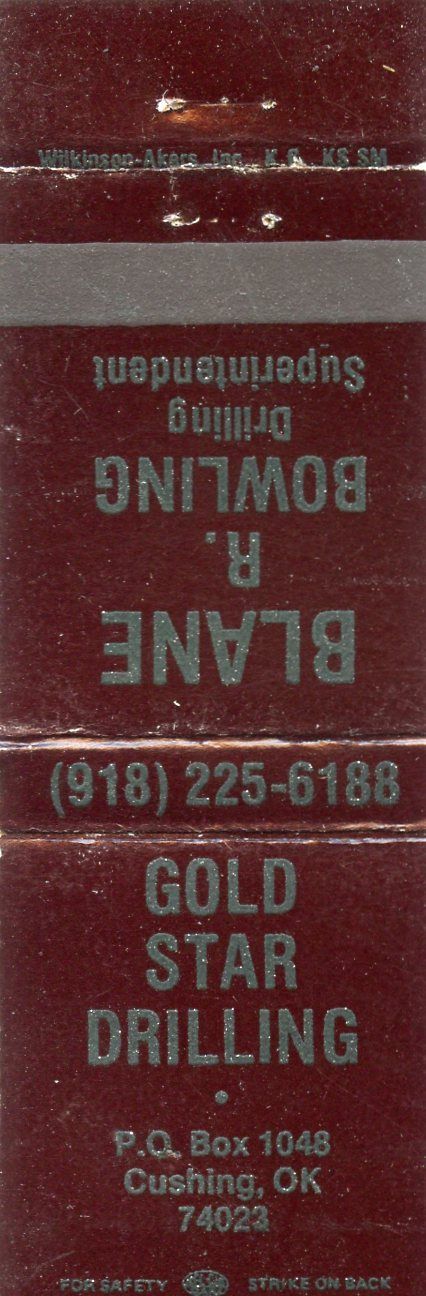 Wilkinson-Akers, Inc. K.C. KS SM
BLANE
R.
BOWLING
Drilling
Superintendent
(918) 225-6188
GOLD
STAR
DRILLING
•
P.O. Box 1048
Cushing, OK
74023
FOR SAFETY STRIKE ON BACK